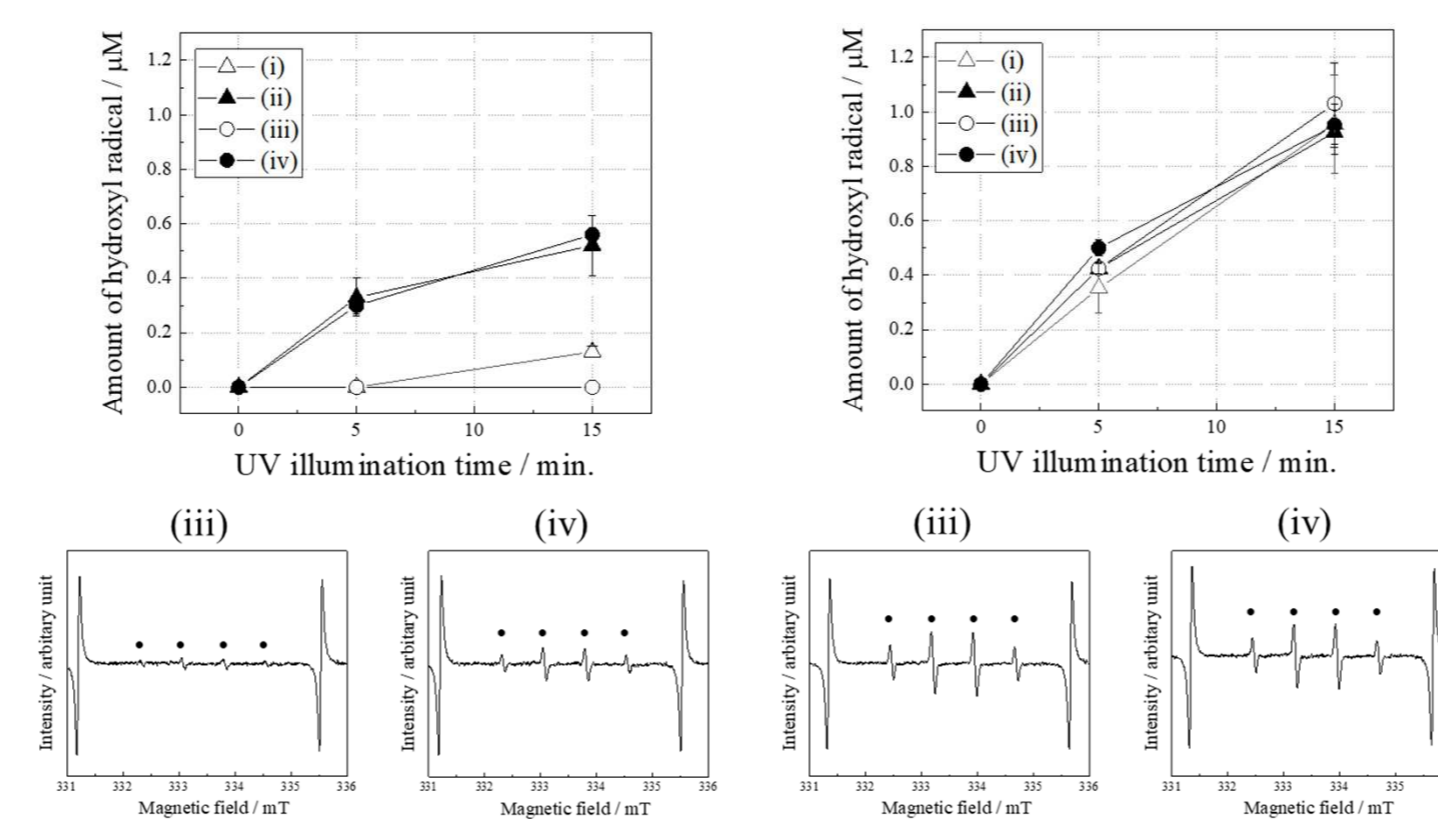 Amount of hydroxyl radical / μM
1.2
1.0
0.8
0.6
0.4
0.2
0.0
(i)
(ii)
(iii)
(iv)
0 5 10 15
UV illumination time / min.
Amount of hydroxyl radical / μM
1.2
1.0
0.8
0.6
0.4
0.2
0.0
(i)
(ii)
(iii)
(iv)
0 5 10 15
UV illumination time / min.
(iii)
Intensity / arbitary unit
331 332 333 334 335 336
Magnetic field / mT
(iv)
Intensity / arbitary unit
331 332 333 334 335 336
Magnetic field / mT
(iii)
Intensity / arbitary unit
331 332 333 334 335 336
Magnetic field / mT
(iv)
Intensity / arbitary unit
331 332 333 334 335
Magnetic field / mT